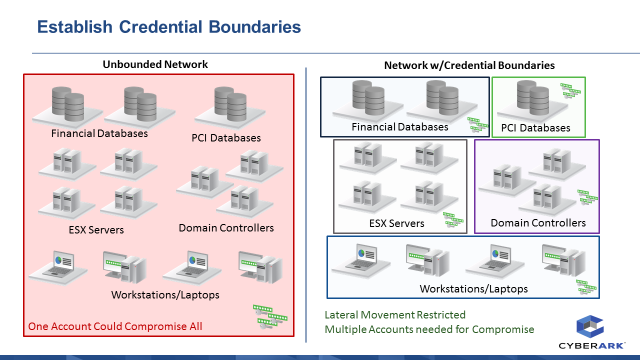 Establish Credential Boundaries
Unbounded Network
Financial Databases
PCI Databases
ESX Servers
Domain Controllers
Workstations/Laptops
One Account Could Compromise All
Network w/Credential Boundaries
Financial Databases
PCI Databases
ESX Servers
Domain Controllers
Workstations/Laptops
Lateral Movement Restricted
Multiple Accounts needed for Compromise
CYBERARK